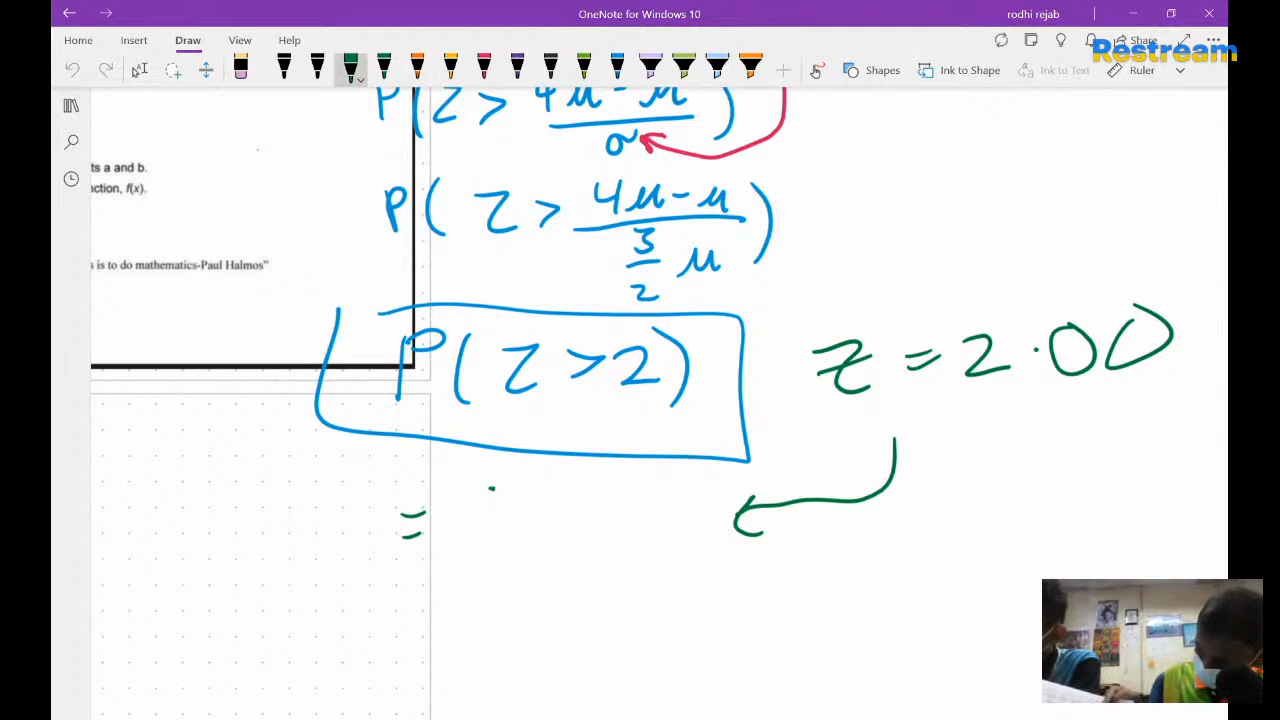 OneNote for Windows 10
rodhi rejab
Home Insert Draw View Help
Share
Restream
Shapes Ink to Shape Ink to Text Ruler
P(Z > 4μ-μ/σ)
ts a and b.
nction, f(x).
P( Z > 4μ-μ / 3/2 μ)
s is to do mathematics-Paul Halmos"
P(Z>2) z = 2.00
=